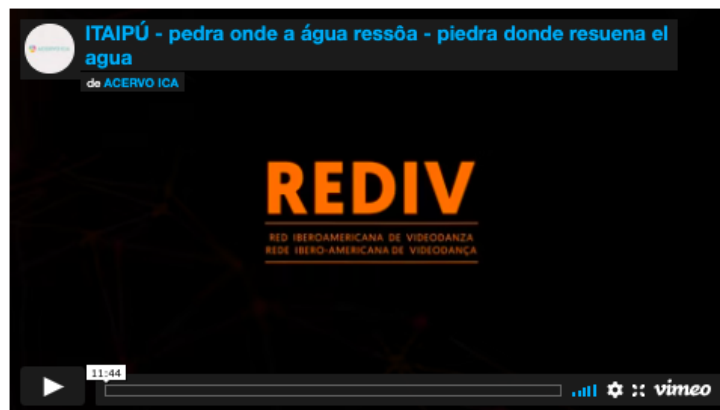 ITAIPÚ - pedra onde a água ressôa - piedra donde resuena el
agua
de ACERVO ICA
REDIV
RED IBEROAMERICANA DE VIDEODANZA
REDE IBERO-AMERICANA DE VIDEODANÇA
11:44
vimeo